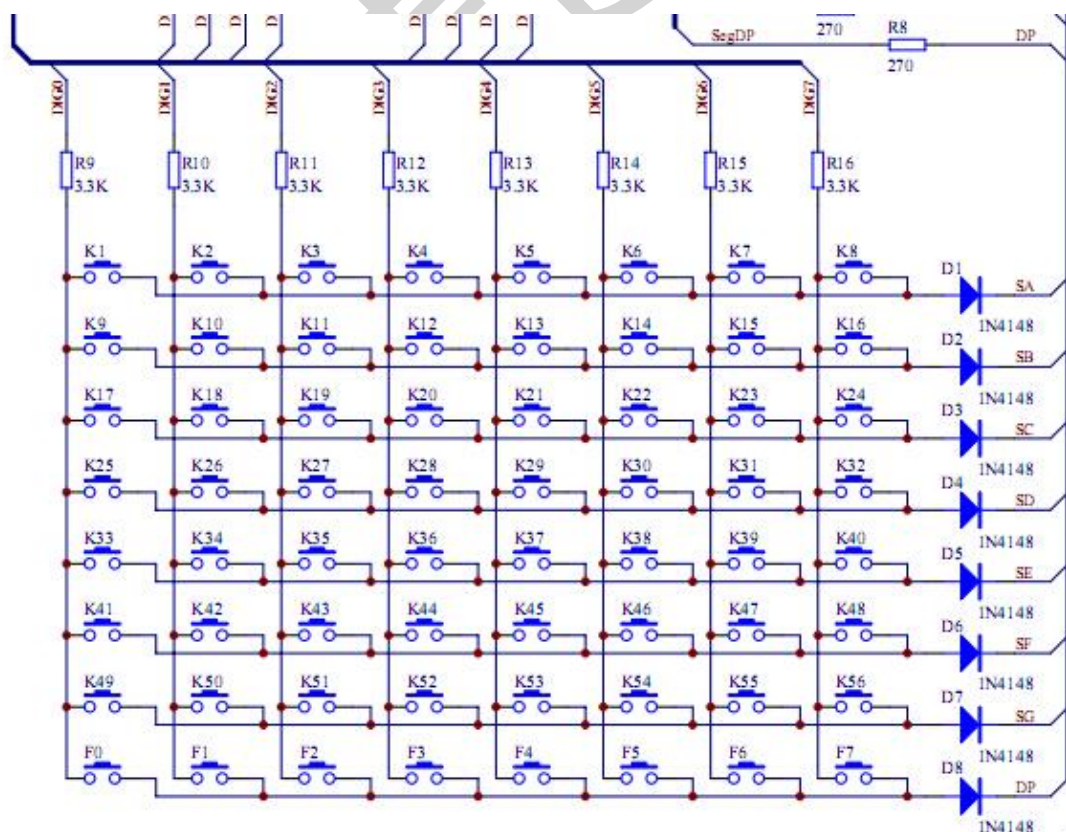 SegDP 270 R8 DP
270
DIG0 DIG1 DIG2 DIG3 DIG4 DIG5 DIG6 DIG7
R9 R10 R11 R12 R13 R14 R15 R16
3.3K 3.3K 3.3K 3.3K 3.3K 3.3K 3.3K 3.3K
K1 K2 K3 K4 K5 K6 K7 K8 D1 SA
1N4148
K9 K10 K11 K12 K13 K14 K15 K16 D2 SB
1N4148
K17 K18 K19 K20 K21 K22 K23 K24 D3 SC
1N4148
K25 K26 K27 K28 K29 K30 K31 K32 D4 SD
1N4148
K33 K34 K35 K36 K37 K38 K39 K40 D5 SE
1N4148
K41 K42 K43 K44 K45 K46 K47 K48 D6 SF
1N4148
K49 K50 K51 K52 K53 K54 K55 K56 D7 SG
1N4148
F0 F1 F2 F3 F4 F5 F6 F7 D8 DP
1N4148